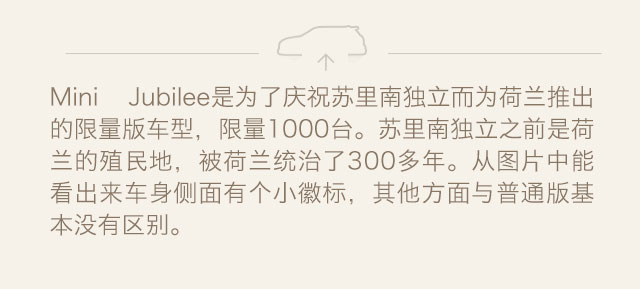 Mini Jubilee是为了庆祝苏里南独立而为荷兰推出
的限量版车型，限量1000台。苏里南独立之前是荷
兰的殖民地，被荷兰统治了300多年。从图片中能
看出来车身侧面有个小徽标，其他方面与普通版基
本没有区别。